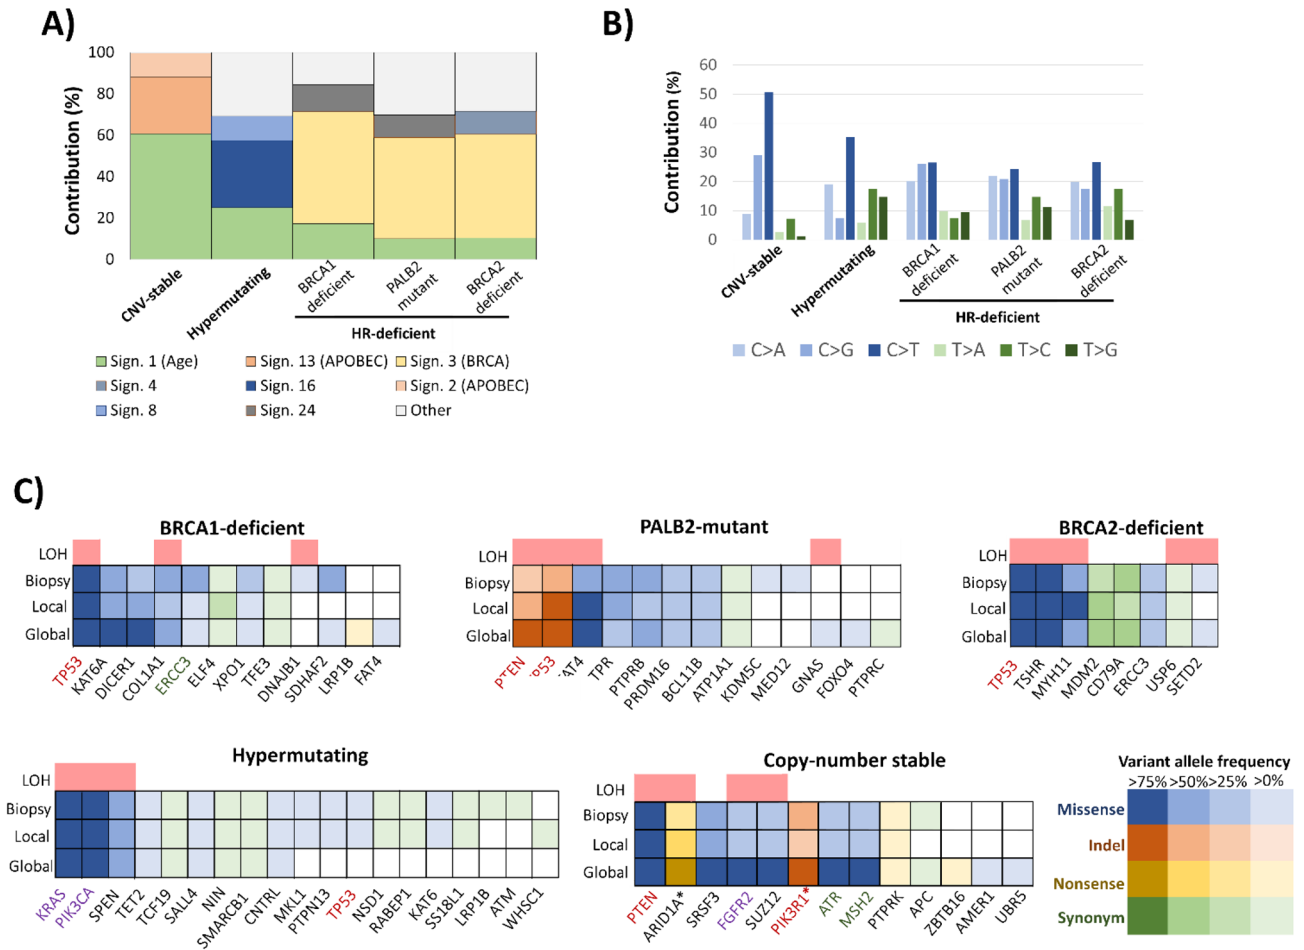 A)
Contribution (%)
100
80
60
40
20
0
CNV-stable
Hypermutating
BRCA1 deficient
PALB2 mutant
BRCA2 deficient
HR-deficient
Sign. 1 (Age)
Sign. 13 (APOBEC)
Sign. 3 (BRCA)
Sign. 4
Sign. 16
Sign. 2 (APOBEC)
Sign. 8
Sign. 24
Other
B)
Contribution (%)
60
50
40
30
20
10
0
CNV-stable
Hypermutating
BRCA1 deficient
PALB2 mutant
BRCA2 deficient
HR-deficient
C>A
C>G
C>T
T>A
T>C
T>G
C)
BRCA1-deficient
LOH
Biopsy
Local
Global
TP53
KAT6A
DICER1
COL1A1
ERCC3
ELF4
XPO1
TFE3
DNAJB1
SDHAF2
LRP1B
FAT4
PALB2-mutant
LOH
Biopsy
Local
Global
PTEN
TP53
FAT4
TPR
PTPRB
PRDM16
BCL11B
ATP1A1
KDM5C
MED12
GNAS
FOXO4
PTPRC
BRCA2-deficient
LOH
Biopsy
Local
Global
TP53
TSHR
MYH11
MDM2
CD79A
ERCC3
USP6
SETD2
Hypermutating
LOH
Biopsy
Local
Global
KRAS
PIK3CA
SPEN
TET2
TCF19
SALL4
NIN
SMARCB1
CNTRL
MKL1
PTPN13
TP53
NSD1
RABEP1
KAT6
SS18L1
LRP1B
ATM
WHSC1
Copy-number stable
LOH
Biopsy
Local
Global
PTEN
ARID1A*
SRSF3
FGFR2
SUZ12
PIK3R1*
ATR
MSH2
PTPRK
APC
ZBTB16
AMER1
UBR5
Variant allele frequency
>75% >50% >25% >0%
Missense
Indel
Nonsense
Synonym